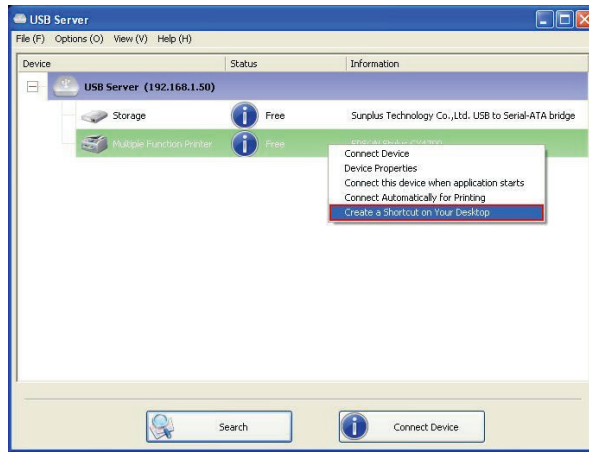 USB Server
File (F) Options (O) View (V) Help (H)
Device Status Information
USB Server (192.168.1.50)
Storage Free Sunplus Technology Co.,Ltd. USB to Serial-ATA bridge
Multiple Function Printer Free
Connect Device
Device Properties
Connect this device when application starts
Connect Automatically for Printing
Create a Shortcut on Your Desktop
Search Connect Device